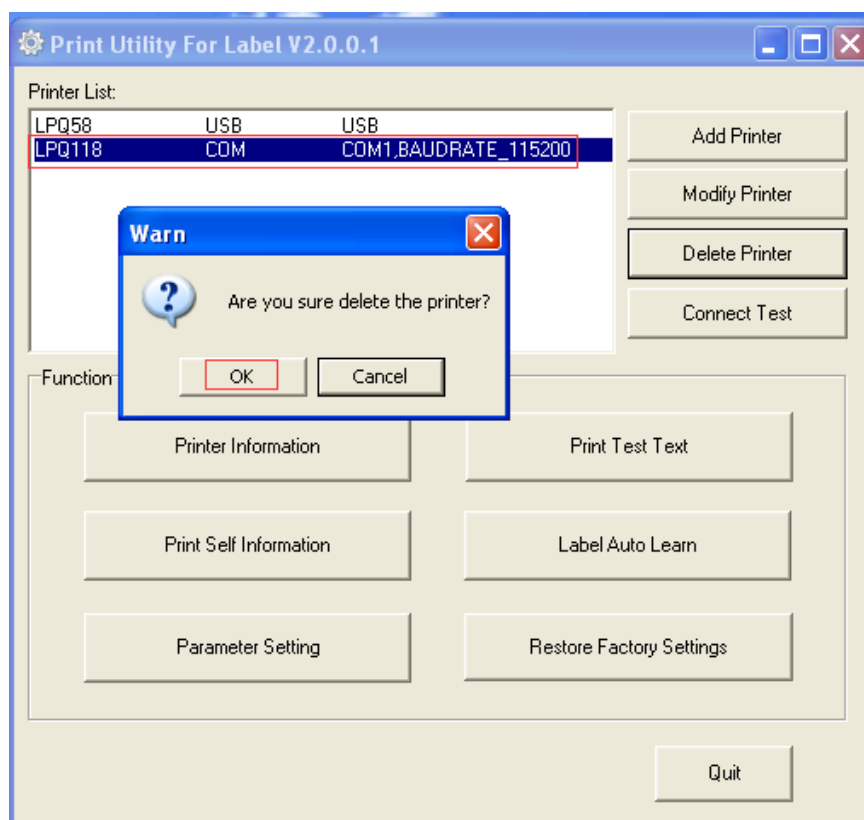 Print Utility For Label V2.0.0.1
Printer List:
LPQ58 USB USB
LPQ118 COM COM1,BAUDRATE_115200
Add Printer
Modify Printer
Delete Printer
Connect Test
Warn
Are you sure delete the printer?
OK Cancel
Function
Printer Information Print Test Text
Print Self Information Label Auto Learn
Parameter Setting Restore Factory Settings
Quit